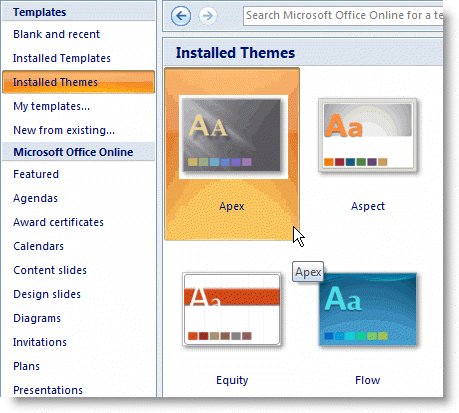 Templates
Blank and recent
Installed Templates
Installed Themes
My templates...
New from existing...
Microsoft Office Online
Featured
Agendas
Award certificates
Calendars
Content slides
Design slides
Diagrams
Invitations
Plans
Presentations
Search Microsoft Office Online for a te
Installed Themes
Aa
Apex
Aa
Aspect
Apex
Aa
Equity
Aa
Flow